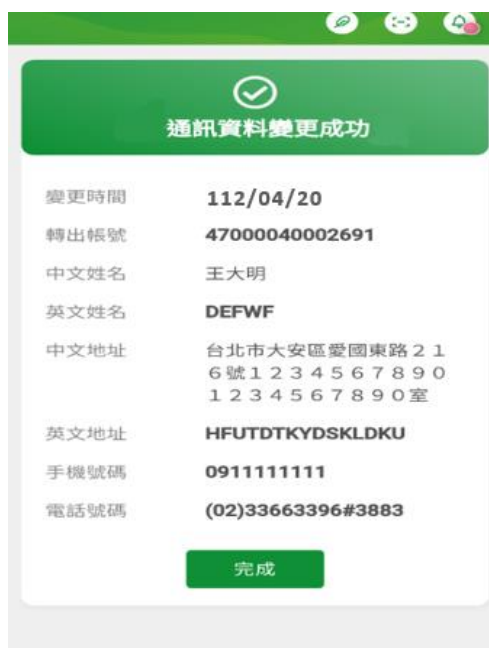 通訊資料變更成功
變更時間 112/04/20
轉出帳號 47000040002691
中文姓名 王大明
英文姓名 DEFWF
中文地址 台北市大安區愛國東路２１
６號１２３４５６７８９０
１２３４５６７８９０室
英文地址 HFUTDTKYDSKLDKU
手機號碼 0911111111
電話號碼 (02)33663396#3883
完成